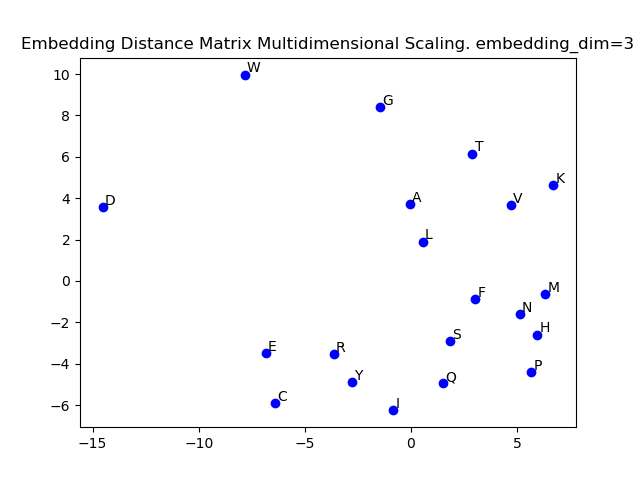 Embedding Distance Matrix Multidimensional Scaling. embedding_dim=3
10
W
G
8
T
6
K
4
D
A
V
L
2
0
M
F
N
−2
H
S
E
R
−4
P
Y
Q
C
I
−6
−15 −10 −5 0 5